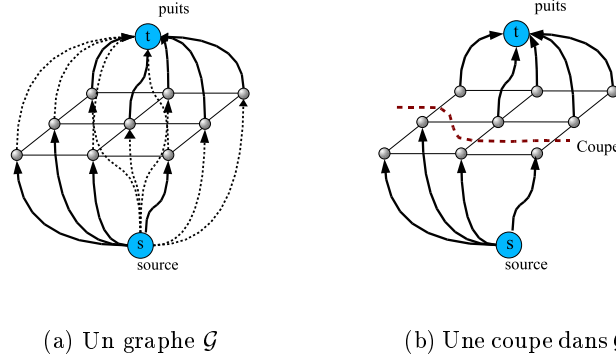 puits
t
s
source
(a) Un graphe 𝒢
puits
t
Coupe
s
source
(b) Une coupe dans